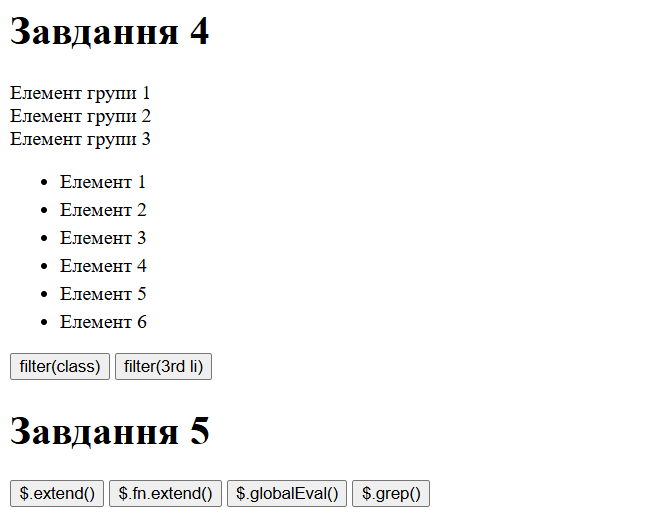 Завдання 4
Елемент групи 1
Елемент групи 2
Елемент групи 3
Елемент 1
Елемент 2
Елемент 3
Елемент 4
Елемент 5
Елемент 6
filter(class) filter(3rd li)
Завдання 5
$.extend() $.fn.extend() $.globalEval() $.grep()